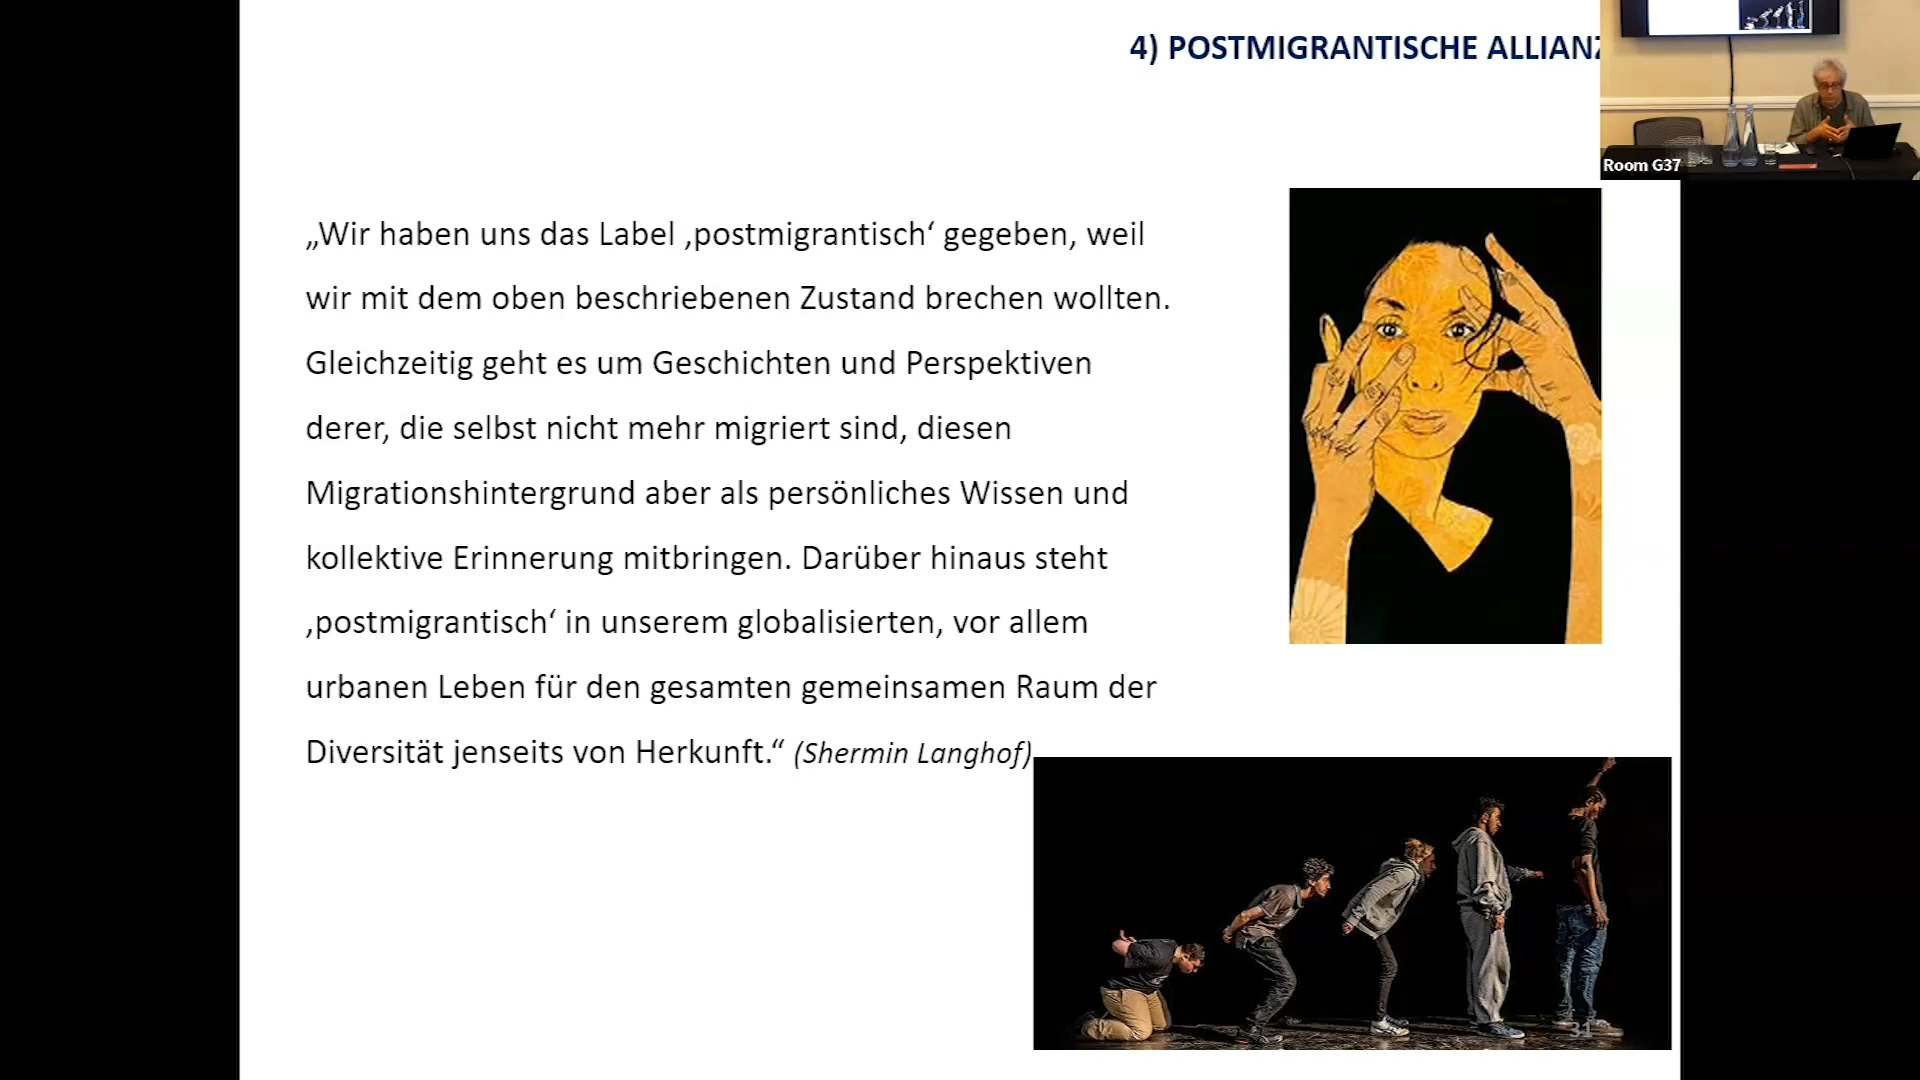 4) POSTMIGRANTISCHE ALLIANZ
Room G37
„Wir haben uns das Label ‚postmigrantisch‘ gegeben, weil
wir mit dem oben beschriebenen Zustand brechen wollten.
Gleichzeitig geht es um Geschichten und Perspektiven
derer, die selbst nicht mehr migriert sind, diesen
Migrationshintergrund aber als persönliches Wissen und
kollektive Erinnerung mitbringen. Darüber hinaus steht
‚postmigrantisch‘ in unserem globalisierten, vor allem
urbanen Leben für den gesamten gemeinsamen Raum der
Diversität jenseits von Herkunft.“ (Shermin Langhof)
31